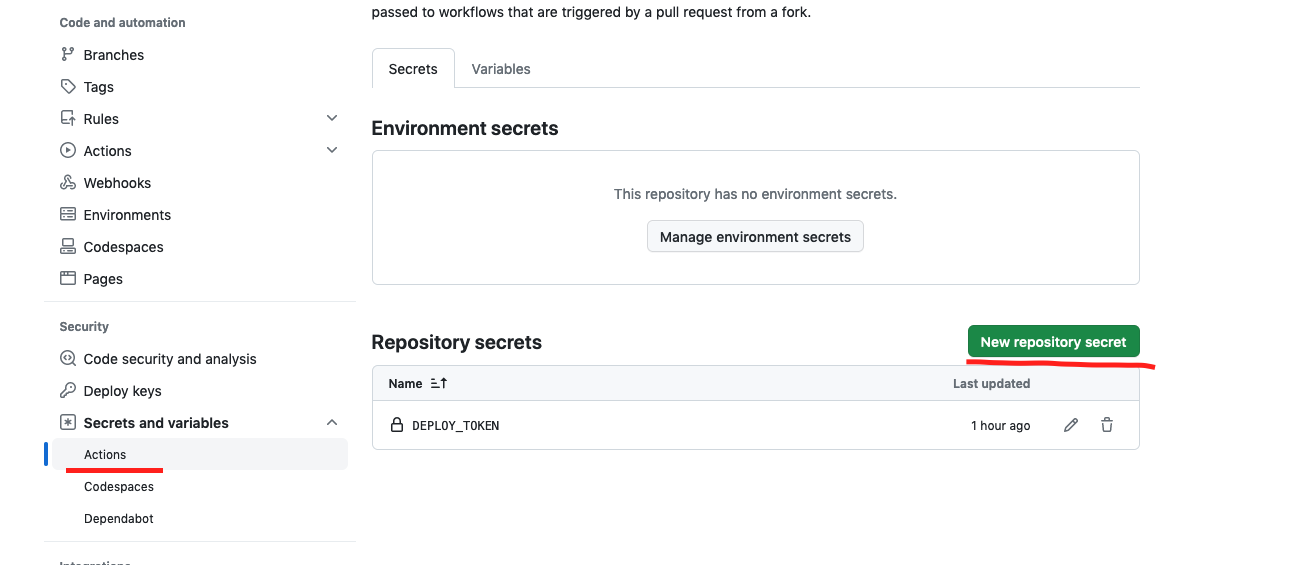 Code and automation
Branches
Tags
Rules
Actions
Webhooks
Environments
Codespaces
Pages
Security
Code security and analysis
Deploy keys
Secrets and variables
Actions
Codespaces
Dependabot
passed to workflows that are triggered by a pull request from a fork.
Secrets Variables
Environment secrets
This repository has no environment secrets.
Manage environment secrets
Repository secrets New repository secret
Name Last updated
DEPLOY_TOKEN 1 hour ago